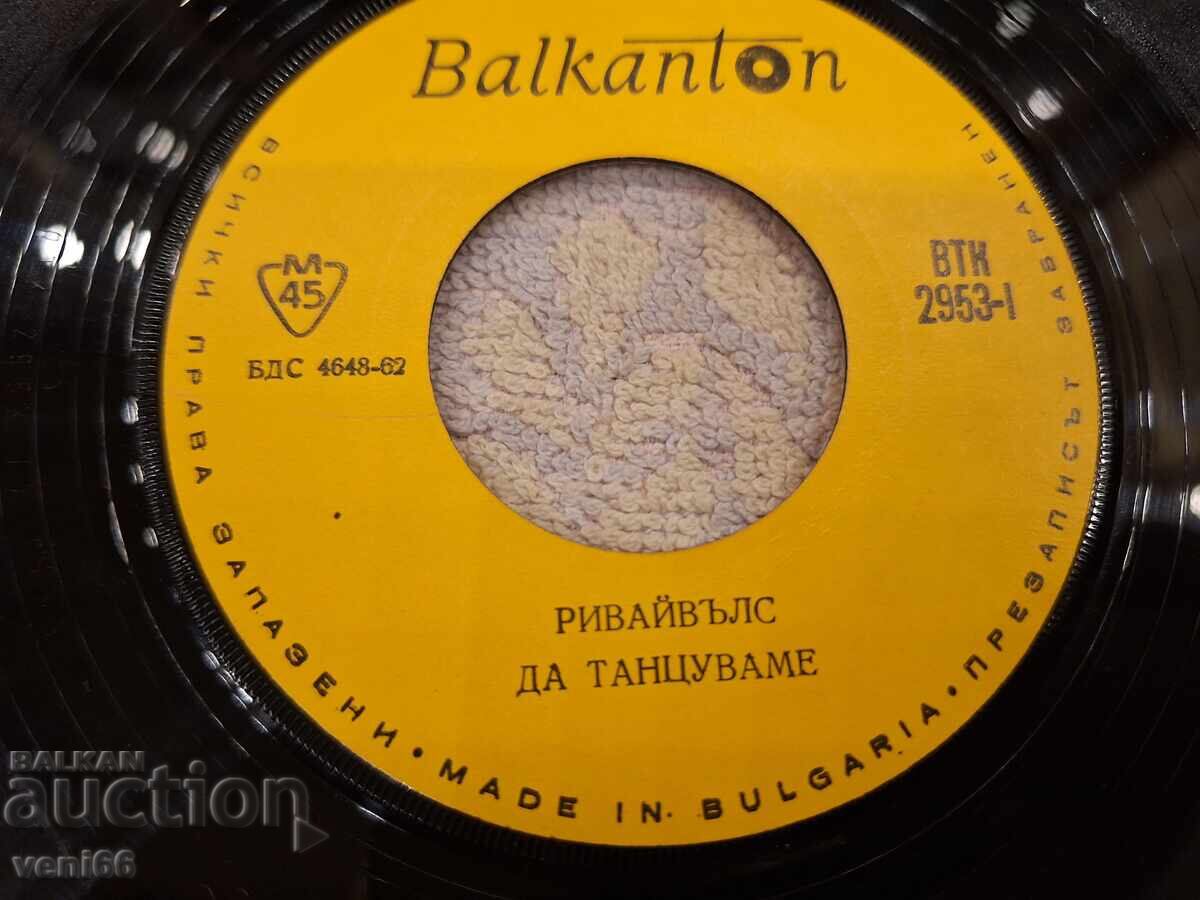 Balkanton
M
45
БДС 4648-62
ВТК
2953-I
РИВАЙВЪЛС
ДА ТАНЦУВАМЕ
ВСИЧКИ ПРАВА ЗАПАЗЕНИ • MADE IN BULGARIA • ПРЕЗАПИСЪТ ЗАБРАНЕН
BALKAN
auction
veni66